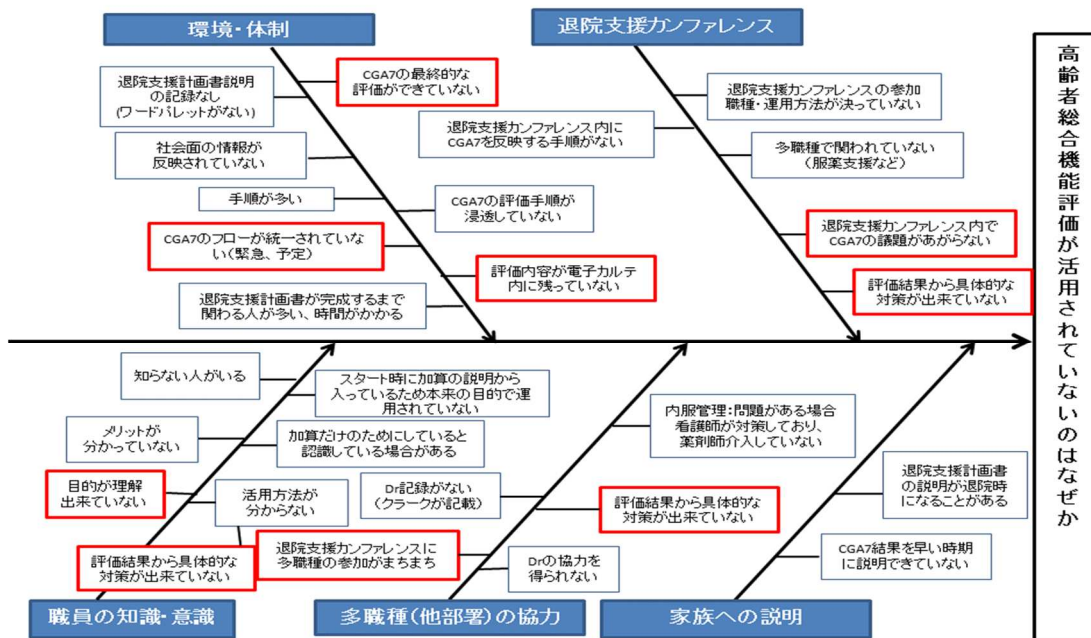 環境・体制
退院支援カンファレンス
退院支援計画書説明
の記録なし
(ワードパレットがない)
CGA7の最終的な
評価ができていない
社会面の情報が
反映されていない
手順が多い
CGA7の評価手順が
浸透していない
CGA7のフローが統一されていな
い(緊急、予定)
評価内容が電子カルテ
内に残っていない
退院支援計画書が完成するまで
関わる人が多い、時間がかかる
退院支援カンファレンスの参加
職種・運用方法が決っていない
退院支援カンファレンス内に
CGA7を反映する手順がない
多職種で関われていない
(服薬支援など)
退院支援カンファレンス内で
CGA7の議題があがらない
評価結果から具体的な
対策が出来ていない
高齢者総合機能評価が活用されていないのはなぜか
知らない人がいる
スタート時に加算の説明から
入っているため本来の目的で運
用されていない
メリットが
分かっていない
加算だけのためにしていると
認識している場合がある
目的が理解
出来ていない
活用方法が
分からない
評価結果から具体的な
対策が出来ていない
職員の知識・意識
内服管理:問題がある場合
看護師が対策しており、
薬剤師介入していない
Dr記録がない
(クラークが記載)
評価結果から具体的な
対策が出来ていない
退院支援カンファレンスに
多職種の参加がまちまち
Drの協力を
得られない
多職種(他部署)の協力
退院支援計画書
の説明が退院時
になることがある
CGA7結果を早い時期
に説明できていない
家族への説明